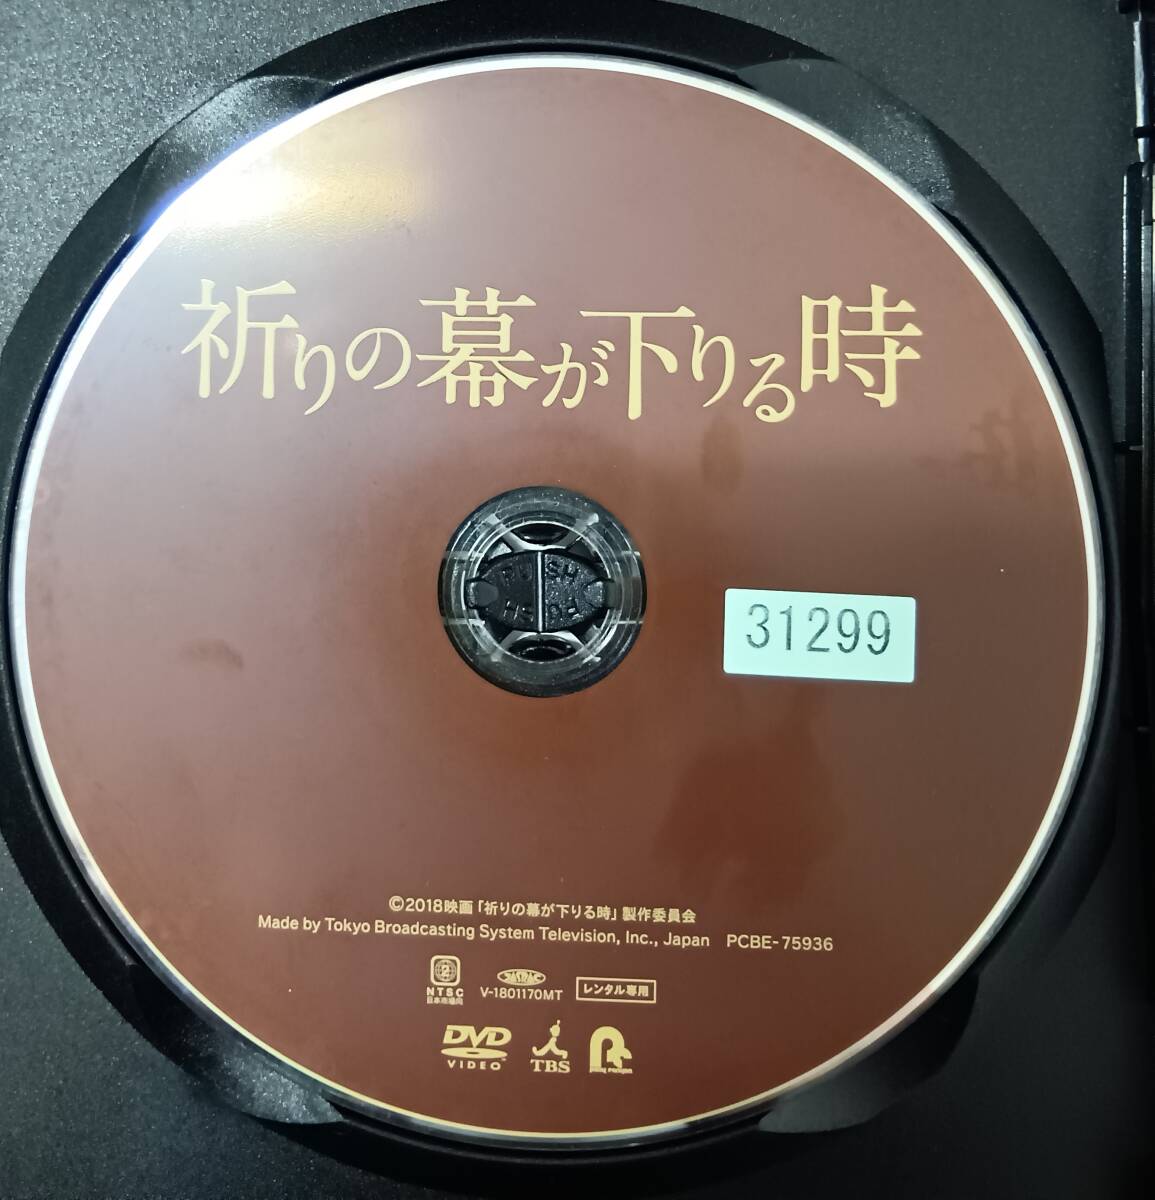 祈りの幕が下りる時
PUSH
PUSH
31299
©2018映画「祈りの幕が下りる時」製作委員会
Made by Tokyo Broadcasting System Television, Inc., Japan PCBE-75936
2
NTSC
日本市場向
JASRAC
V-1801170MT
レンタル専用
DVD
VIDEO
TBS